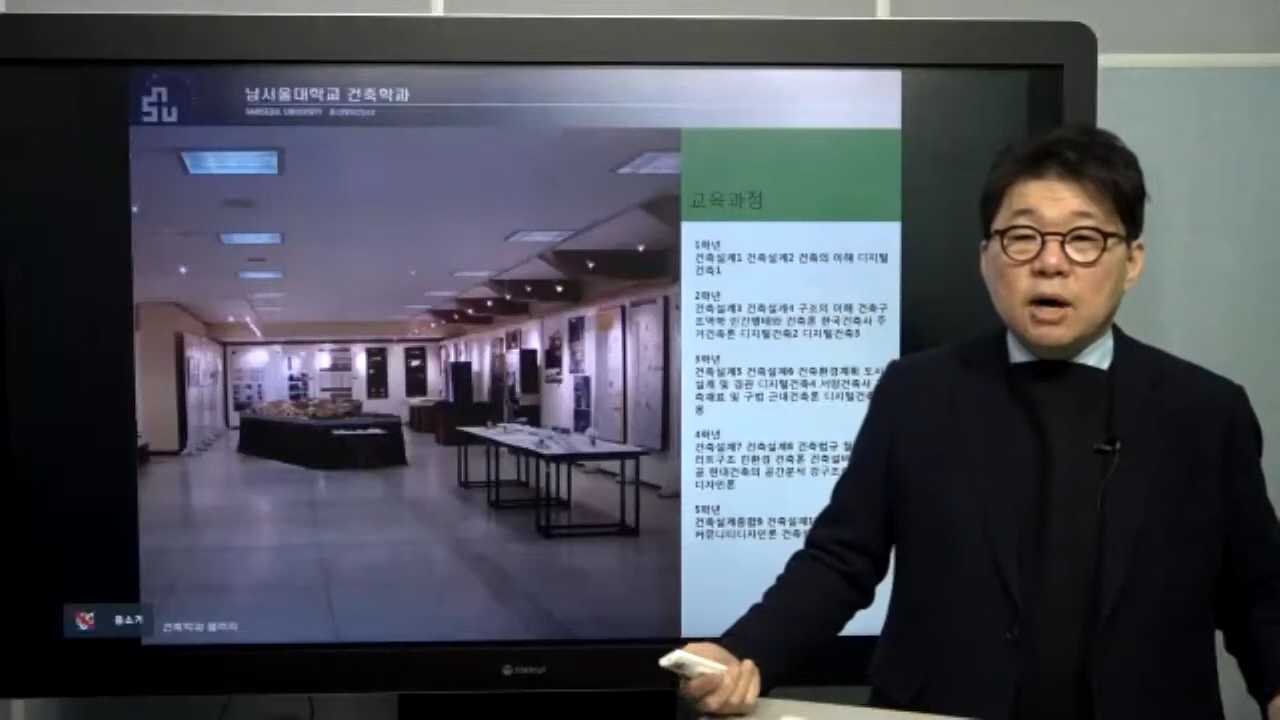 nsu
남서울대학교 건축학과
NAMSEOUL UNIVERSITY ARCHITECTURE
교육과정
1학년
건축설계1 건축설계2 건축의 이해 디지털
건축1
2학년
건축설계3 건축설계4 구조의 이해 건축구
조역학 인간행태와 건축론 한국건축사 주
거건축론 디지털건축2 디지털건축3
3학년
건축설계5 건축설계6 건축환경계획 도시
설계 및 경관 디지털건축4 서양건축사
축재료 및 구법 근대건축론 디지털건축
4학년
건축설계7 건축설계8 건축법규
리트구조 친환경 건축론 건축설비
공 현대건축의 공간분석
디자인론
5학년
건축설계종합9
커뮤니티디자인론
건축학과 갤러리